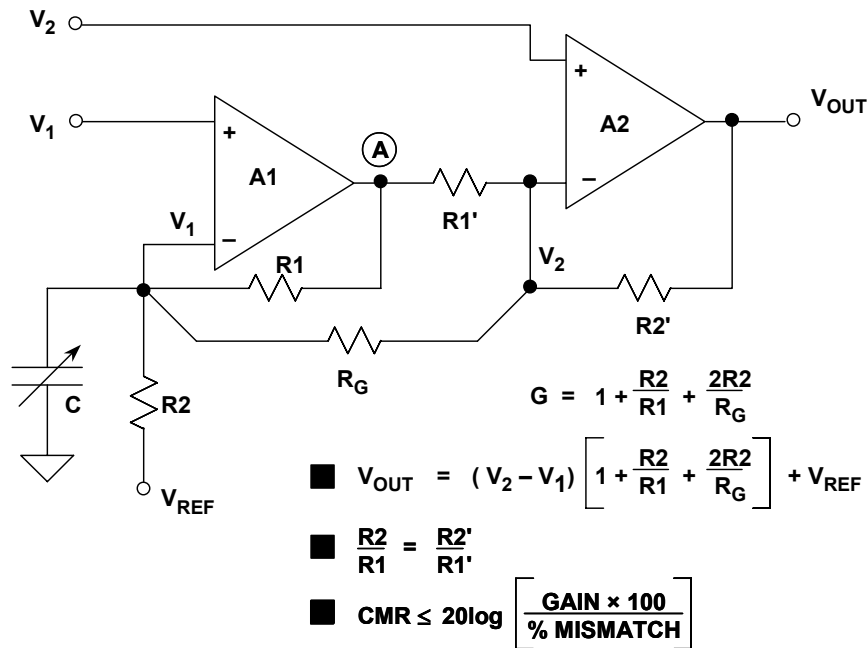 V2
V1
+
A1
−
V1
A
R1
R1'
+
A2
−
VOUT
V2
R2'
RG
C
R2
VREF
G = 1 + R2/R1 + 2R2/RG
VOUT = ( V2 – V1) [ 1 + R2/R1 + 2R2/RG ] + VREF
R2/R1 = R2'/R1'
CMR ≤ 20log [ GAIN × 100 / % MISMATCH ]